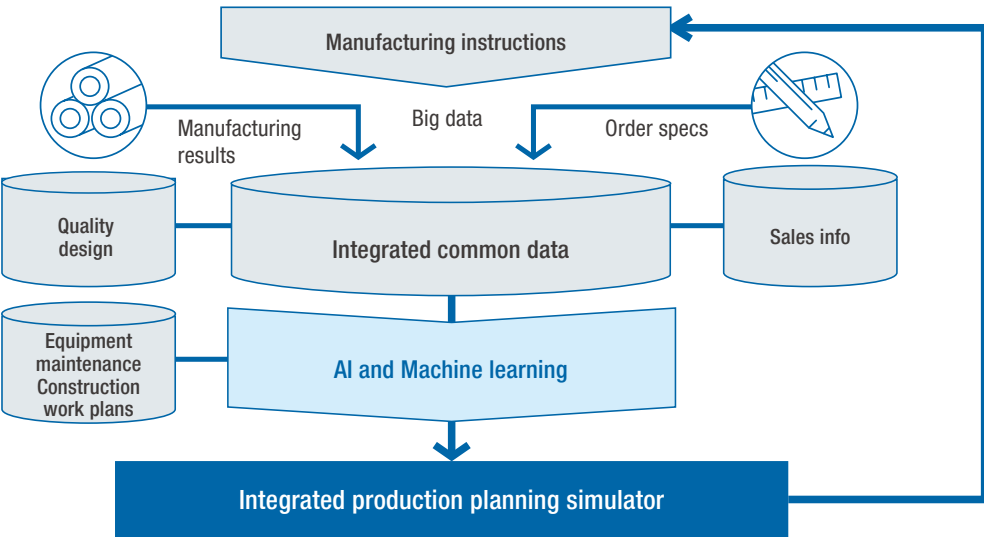 Manufacturing instructions
Manufacturing
results
Big data
Order specs
Quality
design
Integrated common data
Sales info
Equipment
maintenance
Construction
work plans
AI and Machine learning
Integrated production planning simulator